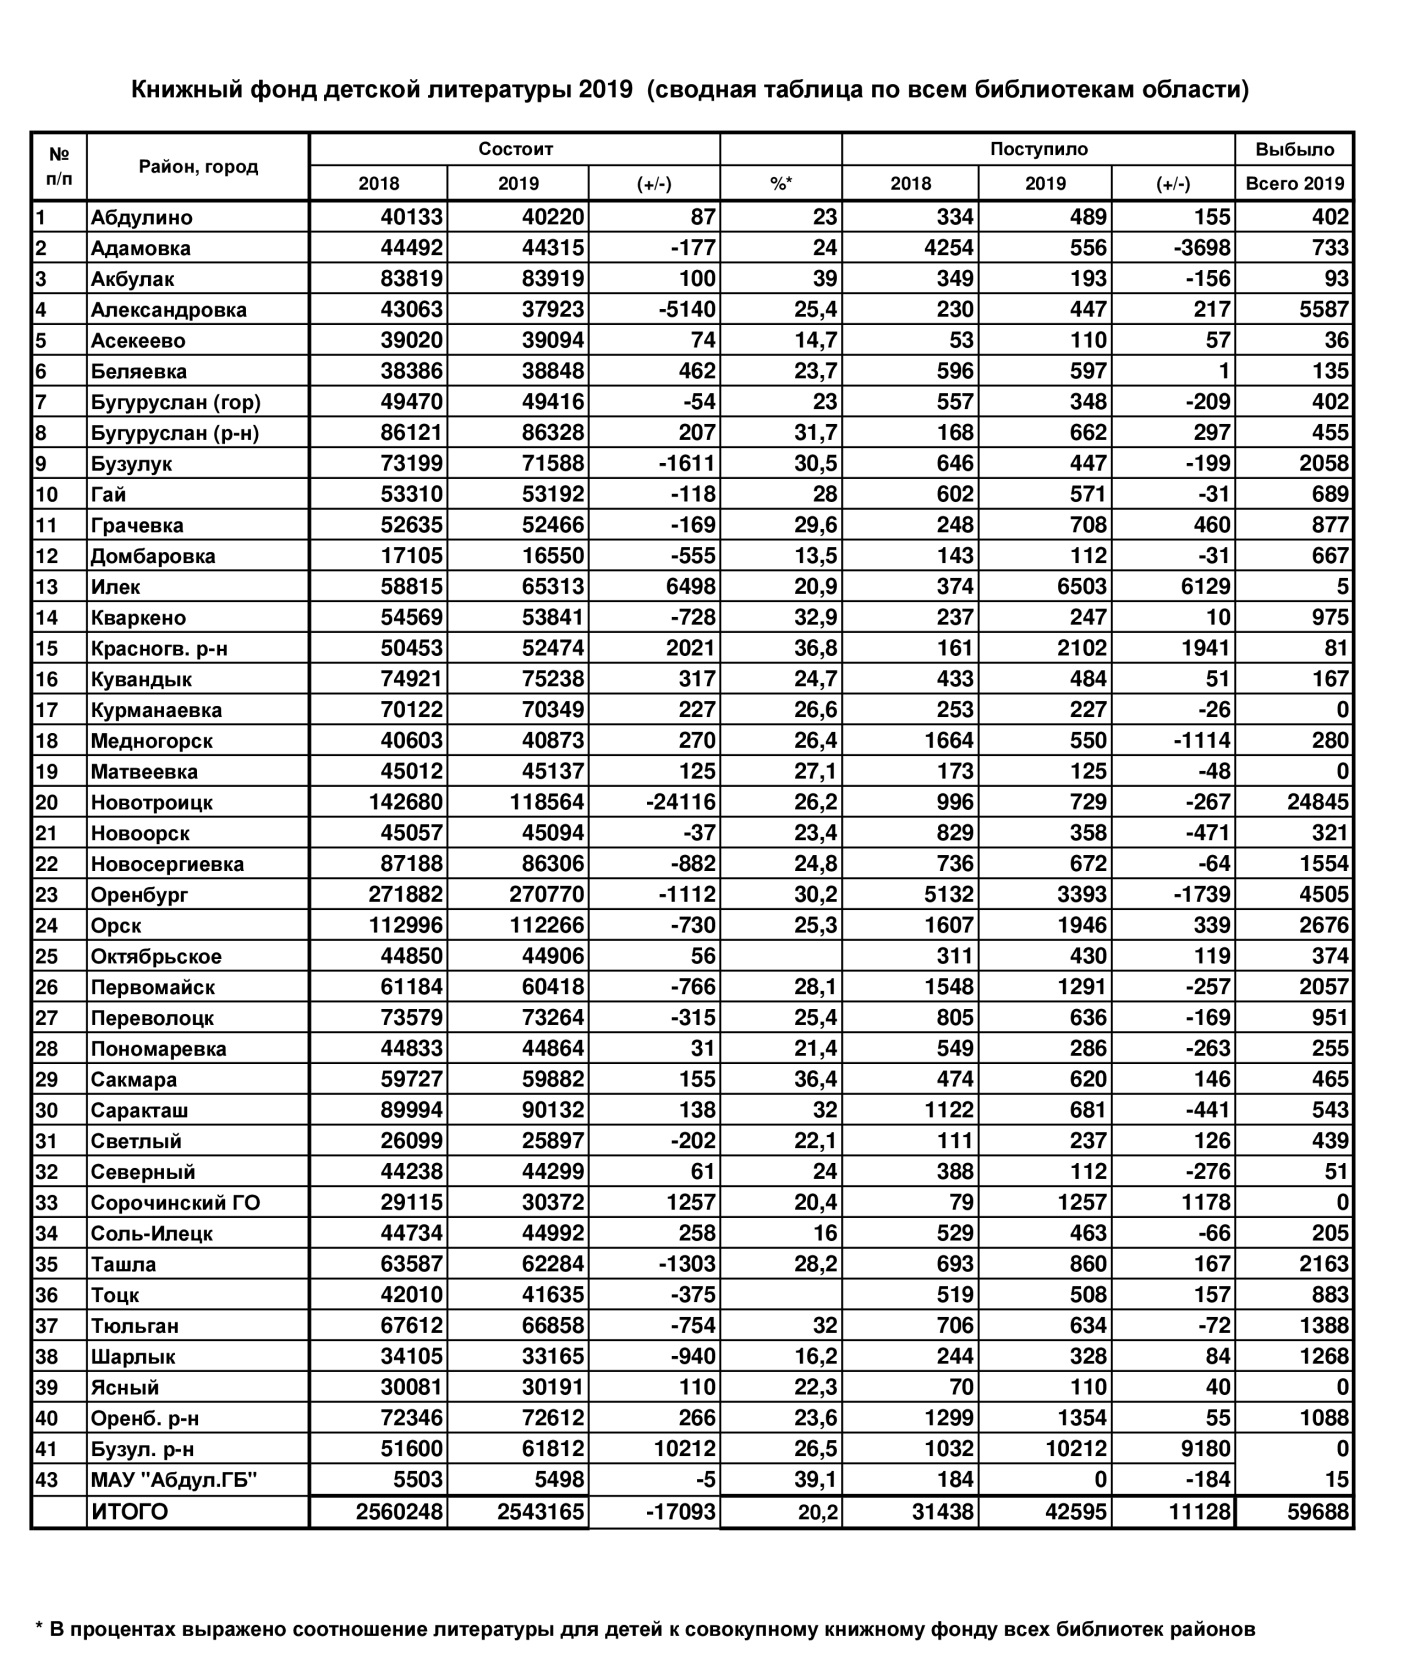 Книжный фонд детской литературы 2019 (сводная таблица по всем библиотекам области)
№ п/п Район, город Состоит Поступило Выбыло
2018 2019 (+/-) %* 2018 2019 (+/-) Всего 2019
1 Абдулино 40133 40220 87 23 334 489 155 402
2 Адамовка 44492 44315 -177 24 4254 556 -3698 733
3 Акбулак 83819 83919 100 39 349 193 -156 93
4 Александровка 43063 37923 -5140 25,4 230 447 217 5587
5 Асекеево 39020 39094 74 14,7 53 110 57 36
6 Беляевка 38386 38848 462 23,7 596 597 1 135
7 Бугуруслан (гор) 49470 49416 -54 23 557 348 -209 402
8 Бугуруслан (р-н) 86121 86328 207 31,7 168 662 297 455
9 Бузулук 73199 71588 -1611 30,5 646 447 -199 2058
10 Гай 53310 53192 -118 28 602 571 -31 689
11 Грачевка 52635 52466 -169 29,6 248 708 460 877
12 Домбаровка 17105 16550 -555 13,5 143 112 -31 667
13 Илек 58815 65313 6498 20,9 374 6503 6129 5
14 Кваркено 54569 53841 -728 32,9 237 247 10 975
15 Красногв. р-н 50453 52474 2021 36,8 161 2102 1941 81
16 Кувандык 74921 75238 317 24,7 433 484 51 167
17 Курманаевка 70122 70349 227 26,6 253 227 -26 0
18 Медногорск 40603 40873 270 26,4 1664 550 -1114 280
19 Матвеевка 45012 45137 125 27,1 173 125 -48 0
20 Новотроицк 142680 118564 -24116 26,2 996 729 -267 24845
21 Новоорск 45057 45094 -37 23,4 829 358 -471 321
22 Новосергиевка 87188 86306 -882 24,8 736 672 -64 1554
23 Оренбург 271882 270770 -1112 30,2 5132 3393 -1739 4505
24 Орск 112996 112266 -730 25,3 1607 1946 339 2676
25 Октябрьское 44850 44906 56 311 430 119 374
26 Первомайск 61184 60418 -766 28,1 1548 1291 -257 2057
27 Переволоцк 73579 73264 -315 25,4 805 636 -169 951
28 Пономаревка 44833 44864 31 21,4 549 286 -263 255
29 Сакмара 59727 59882 155 36,4 474 620 146 465
30 Саракташ 89994 90132 138 32 1122 681 -441 543
31 Светлый 26099 25897 -202 22,1 111 237 126 439
32 Северный 44238 44299 61 24 388 112 -276 51
33 Сорочинский ГО 29115 30372 1257 20,4 79 1257 1178 0
34 Соль-Илецк 44734 44992 258 16 529 463 -66 205
35 Ташла 63587 62284 -1303 28,2 693 860 167 2163
36 Тоцк 42010 41635 -375 519 508 157 883
37 Тюльган 67612 66858 -754 32 706 634 -72 1388
38 Шарлык 34105 33165 -940 16,2 244 328 84 1268
39 Ясный 30081 30191 110 22,3 70 110 40 0
40 Оренб. р-н 72346 72612 266 23,6 1299 1354 55 1088
41 Бузул. р-н 51600 61812 10212 26,5 1032 10212 9180 0
43 МАУ "Абдул.ГБ" 5503 5498 -5 39,1 184 0 -184 15
ИТОГО 2560248 2543165 -17093 20,2 31438 42595 11128 59688
* В процентах выражено соотношение литературы для детей к совокупному книжному фонду всех библиотек районов